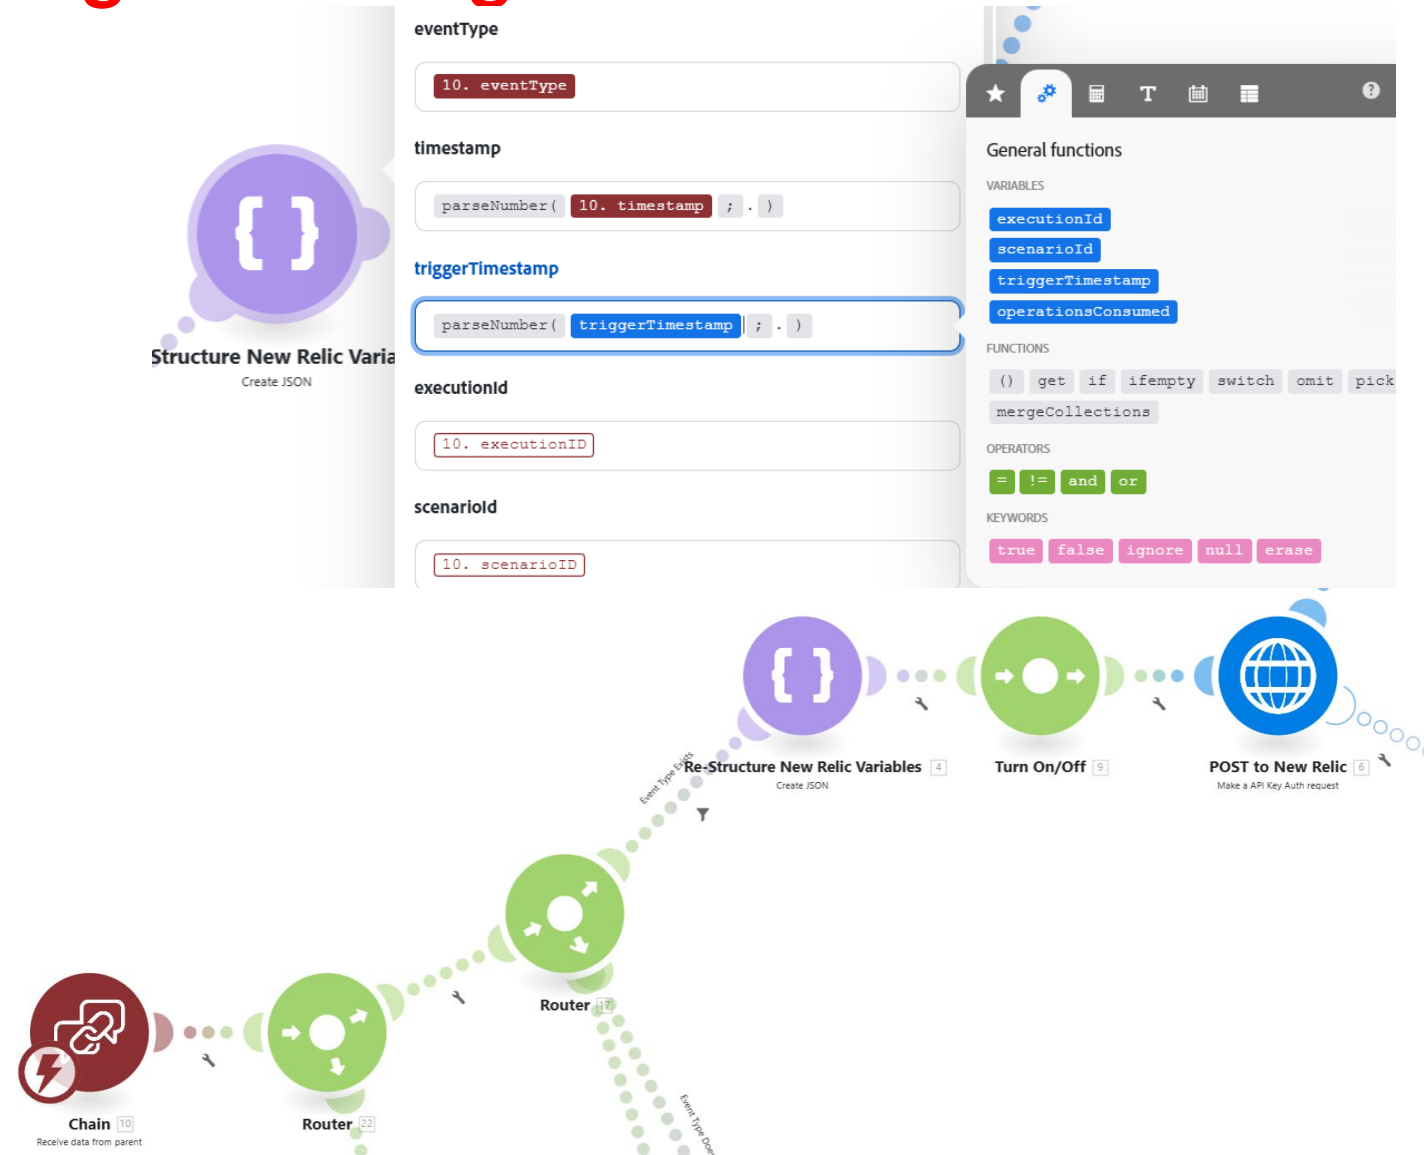 eventType
10. eventType
timestamp
parseNumber( 10. timestamp ; . )
triggerTimestamp
parseNumber( triggerTimestamp ; . )
executionId
10. executionID
scenarioId
10. scenarioID
Structure New Relic Varia
Create JSON
T
?
General functions
VARIABLES
executionId
scenarioId
triggerTimestamp
operationsConsumed
FUNCTIONS
() get if ifempty switch omit pick
mergeCollections
OPERATORS
= != and or
KEYWORDS
true false ignore null erase
Event Type Exists
Re-Structure New Relic Variables 4
Create JSON
Turn On/Off 9
POST to New Relic 6
Make a API Key Auth request
Router 17
Event Type
Chain 10
Receive data from parent
Router 22